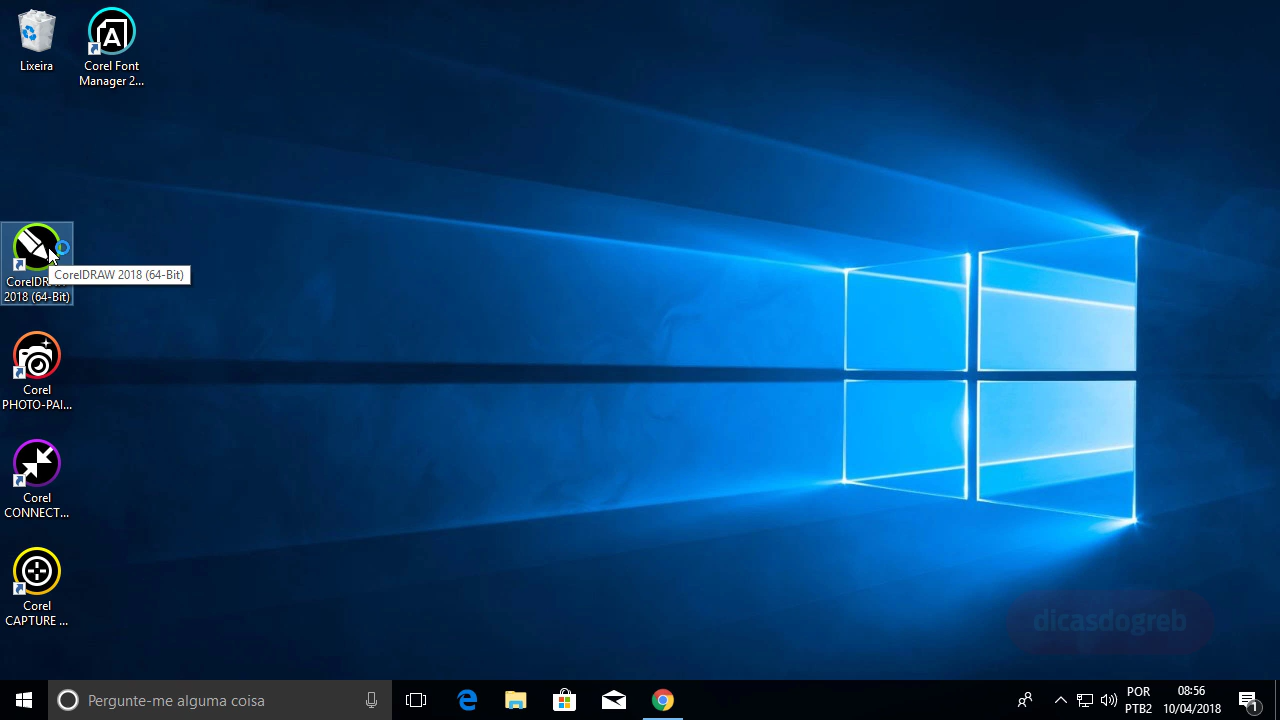 Lixeira
Corel Font
Manager 2...
CorelDRAW
2018 (64-Bit)
CorelDRAW 2018 (64-Bit)
Corel
PHOTO-PAI...
Corel
CONNECT...
Corel
CAPTURE ...
dicasdogreb
Pergunte-me alguma coisa
POR
PTB2
08:56
10/04/2018
1